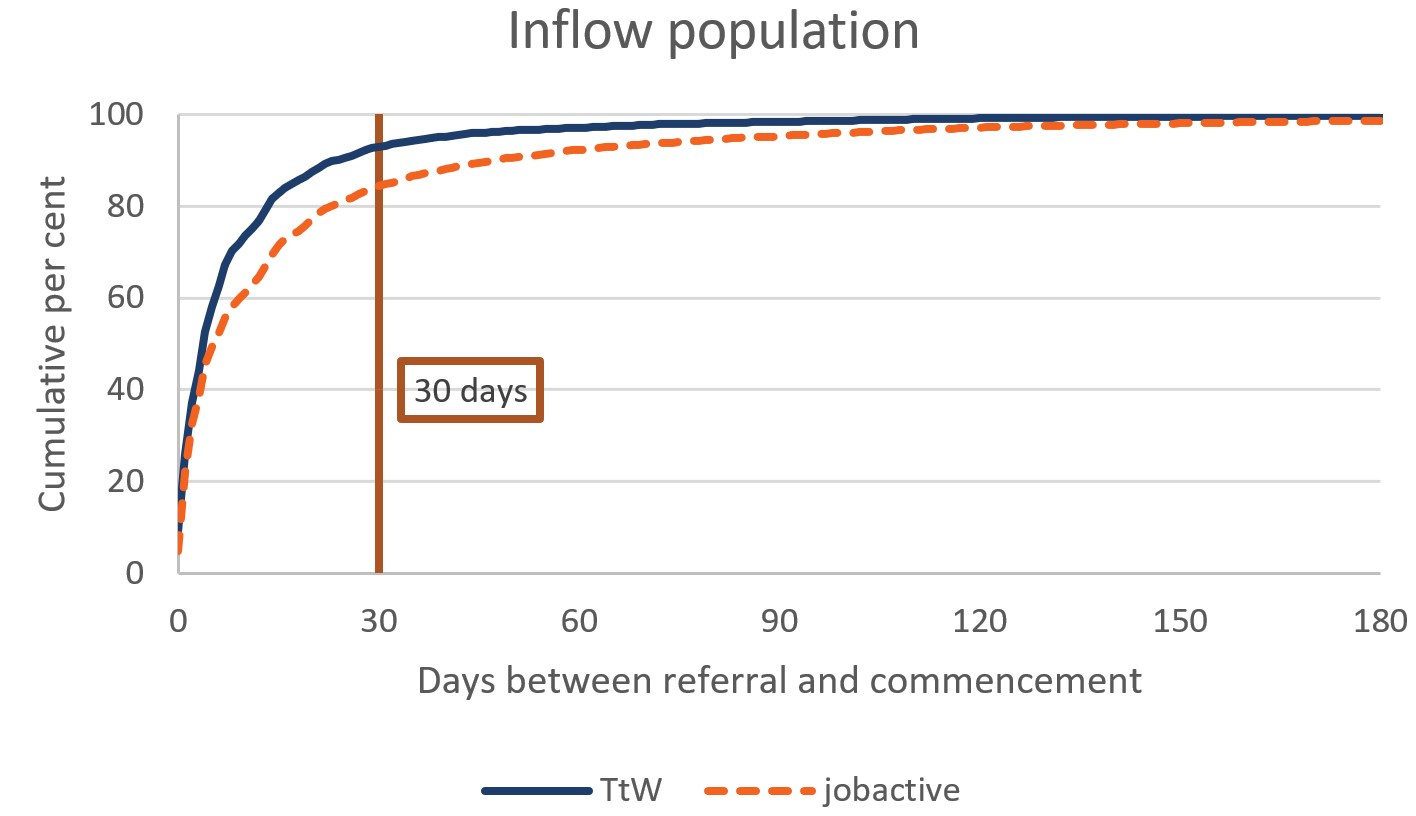 Inflow population
100
80
60
40
20
0
Cumulative per cent
30 days
0 30 60 90 120 150 180
Days between referral and commencement
TtW jobactive